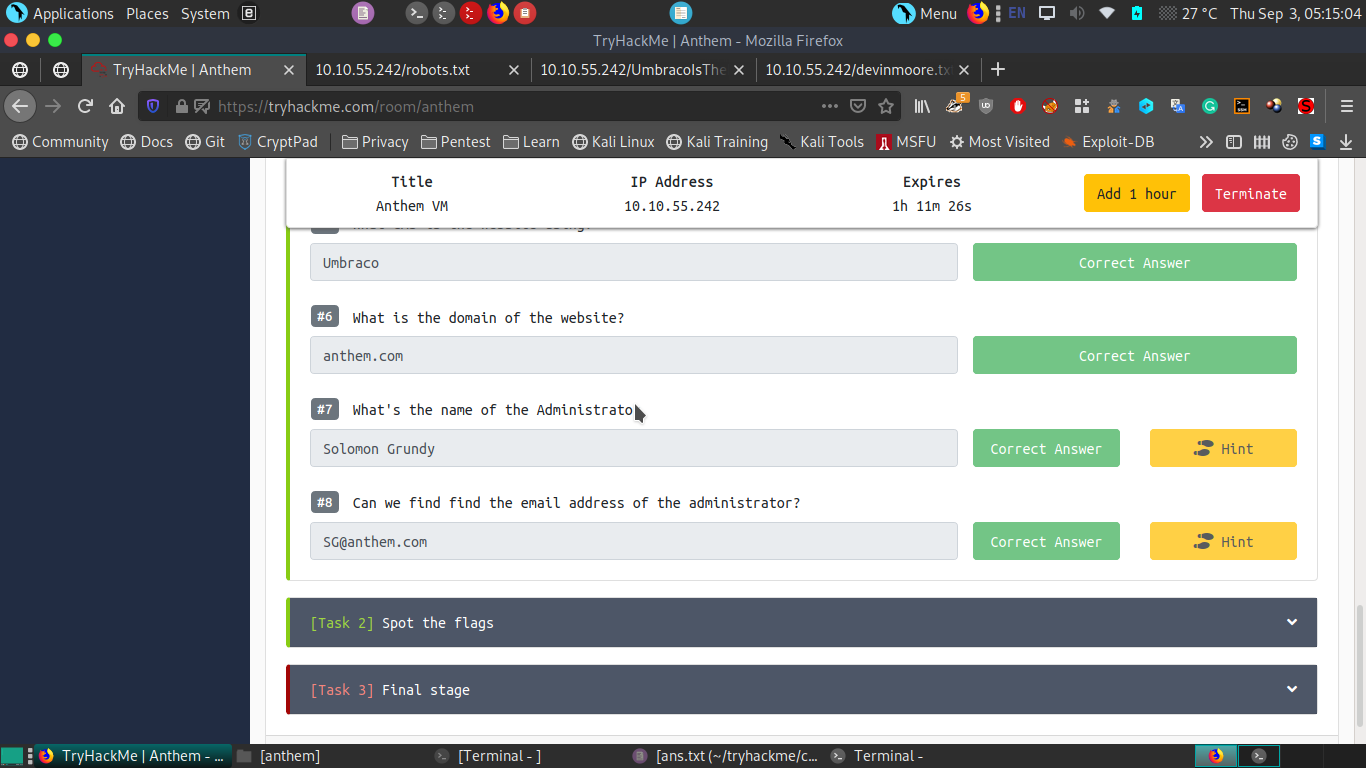 Applications Places System Menu EN 27 °C Thu Sep 3, 05:15:04
TryHackMe | Anthem - Mozilla Firefox
TryHackMe | Anthem 10.10.55.242/robots.txt 10.10.55.242/UmbracoIsThe 10.10.55.242/devinmoore.tx
https://tryhackme.com/room/anthem 5
Community Docs Git CryptPad Privacy Pentest Learn Kali Linux Kali Training Kali Tools MSFU Most Visited Exploit-DB
Title IP Address Expires
Anthem VM 10.10.55.242 1h 11m 26s
Add 1 hour Terminate
Umbraco Correct Answer
#6 What is the domain of the website?
anthem.com Correct Answer
#7 What's the name of the Administrato
Solomon Grundy Correct Answer Hint
#8 Can we find find the email address of the administrator?
SG@anthem.com Correct Answer Hint
[Task 2] Spot the flags
[Task 3] Final stage
TryHackMe | Anthem - ... [anthem] [Terminal - ] [ans.txt (~/tryhackme/c... Terminal -